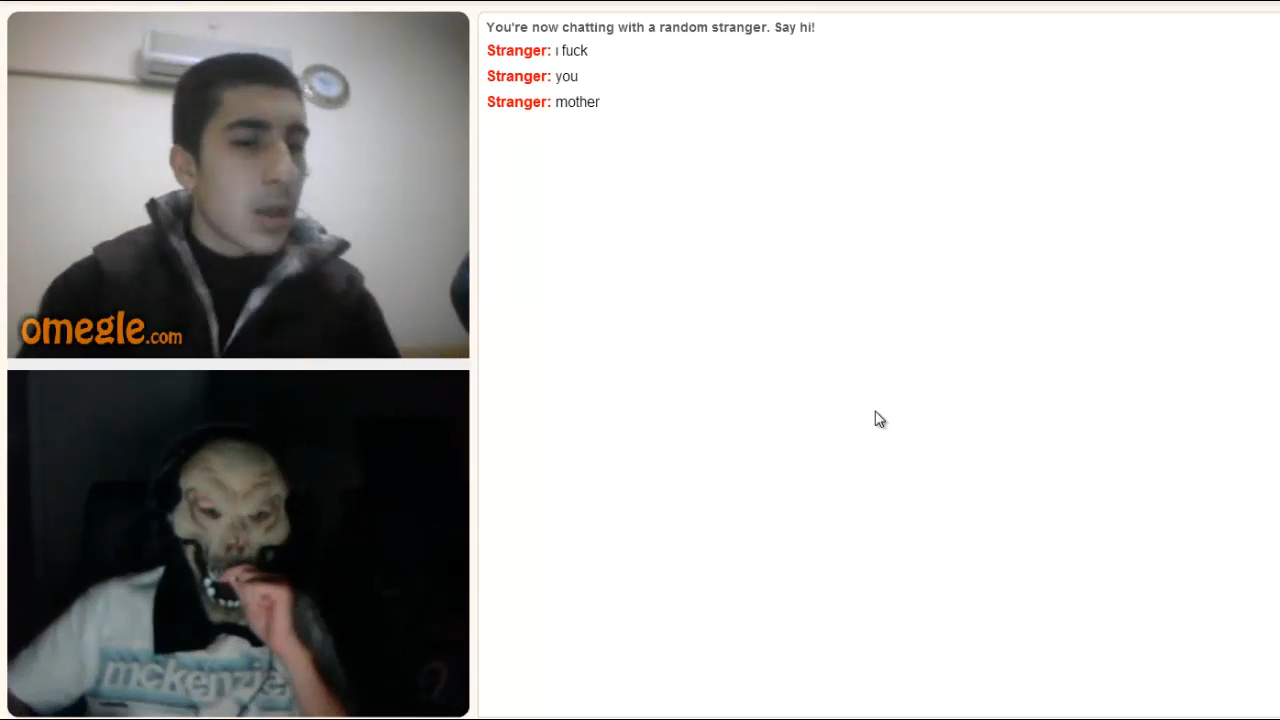 You're now chatting with a random stranger. Say hi!
Stranger: ı fuck
Stranger: you
Stranger: mother
omegle.com
mckenzie